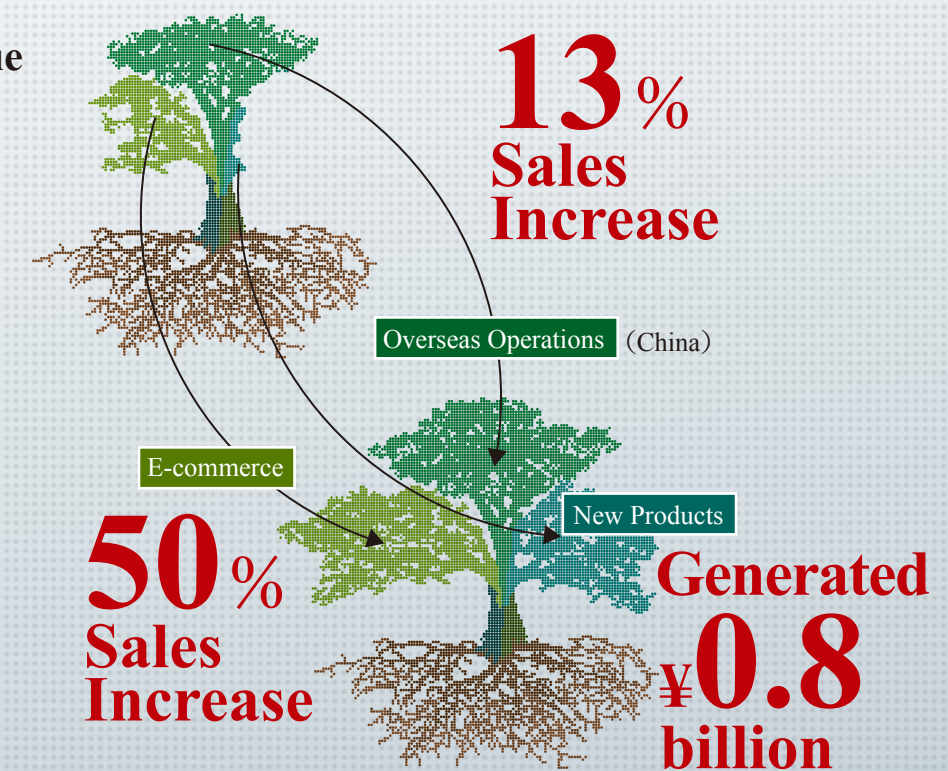 13%
Sales
Increase
Overseas Operations （China）
E-commerce
New Products
50%
Sales
Increase
Generated
¥0.8
billion